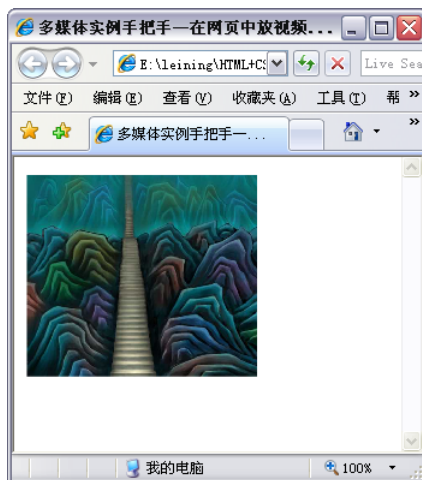 多媒体实例手把手—在网页中放视频...
E:\leining\HTML+C
Live Sea
文件(F) 编辑(E) 查看(V) 收藏夹(A) 工具(T) 帮 »
多媒体实例手把手—... »
我的电脑 100%